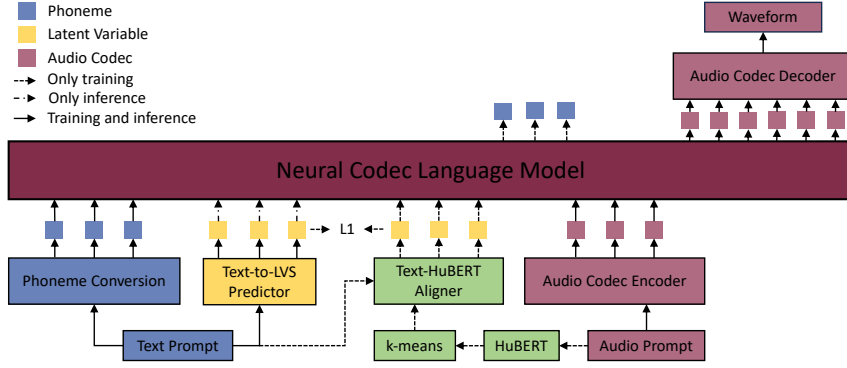 Phoneme
Latent Variable
Audio Codec
Only training
Only inference
Training and inference
Waveform
Audio Codec Decoder
Neural Codec Language Model
L1
Phoneme Conversion
Text-to-LVS
Predictor
Text-HuBERT
Aligner
Audio Codec Encoder
Text Prompt
k-means
HuBERT
Audio Prompt